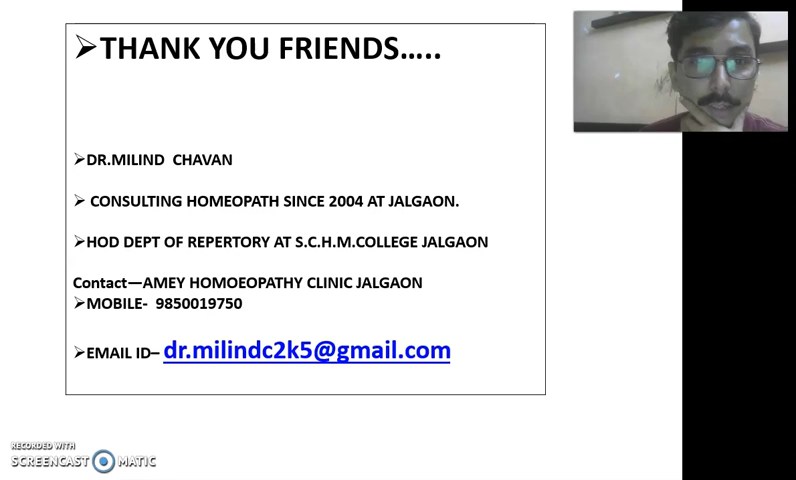 ➢THANK YOU FRIENDS.....
➢DR.MILIND CHAVAN
➢ CONSULTING HOMEOPATH SINCE 2004 AT JALGAON.
➢HOD DEPT OF REPERTORY AT S.C.H.M.COLLEGE JALGAON
Contact—AMEY HOMOEOPATHY CLINIC JALGAON
➢MOBILE- 9850019750
➢EMAIL ID– dr.milindc2k5@gmail.com
RECORDED WITH
SCREENCAST MATIC